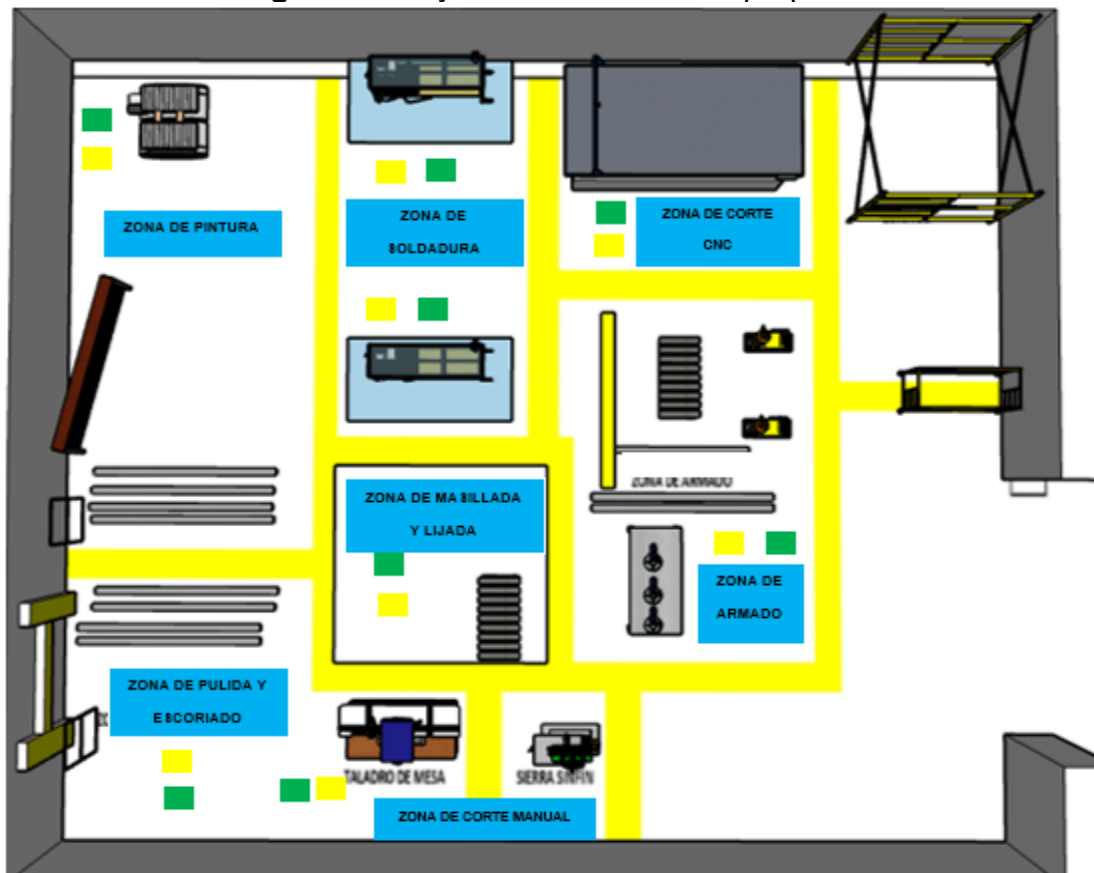 ZONA DE PINTURA
ZONA DE
SOLDADURA
ZONA DE CORTE
CNC
ZONA DE MASILLADA
Y LIJADA
ZONA DE ARMADO
ZONA DE
ARMADO
ZONA DE PULIDA Y
ESCORIADO
TALADRO DE MESA
SIERRA SINFIN
ZONA DE CORTE MANUAL